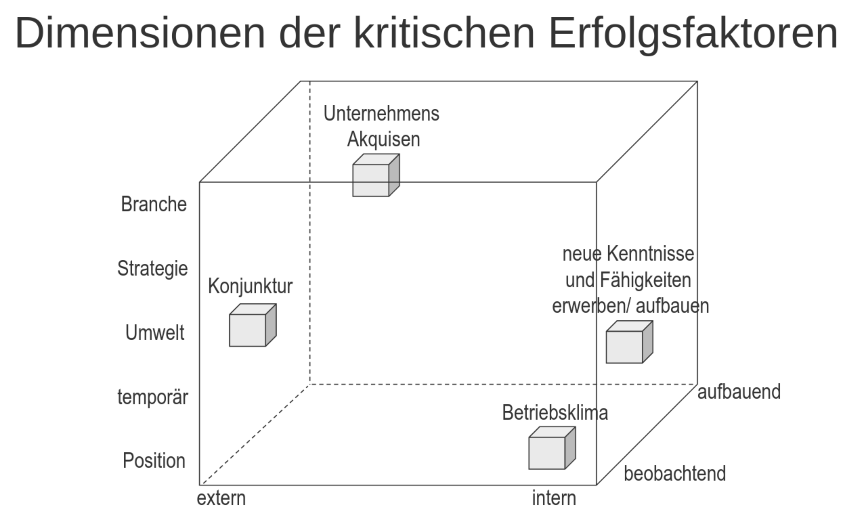 Dimensionen der kritischen Erfolgsfaktoren
Unternehmens
Akquisen
Branche
Strategie
neue Kenntnisse
und Fähigkeiten
erwerben/ aufbauen
Konjunktur
Umwelt
temporär
aufbauend
Betriebsklima
Position
beobachtend
extern
intern